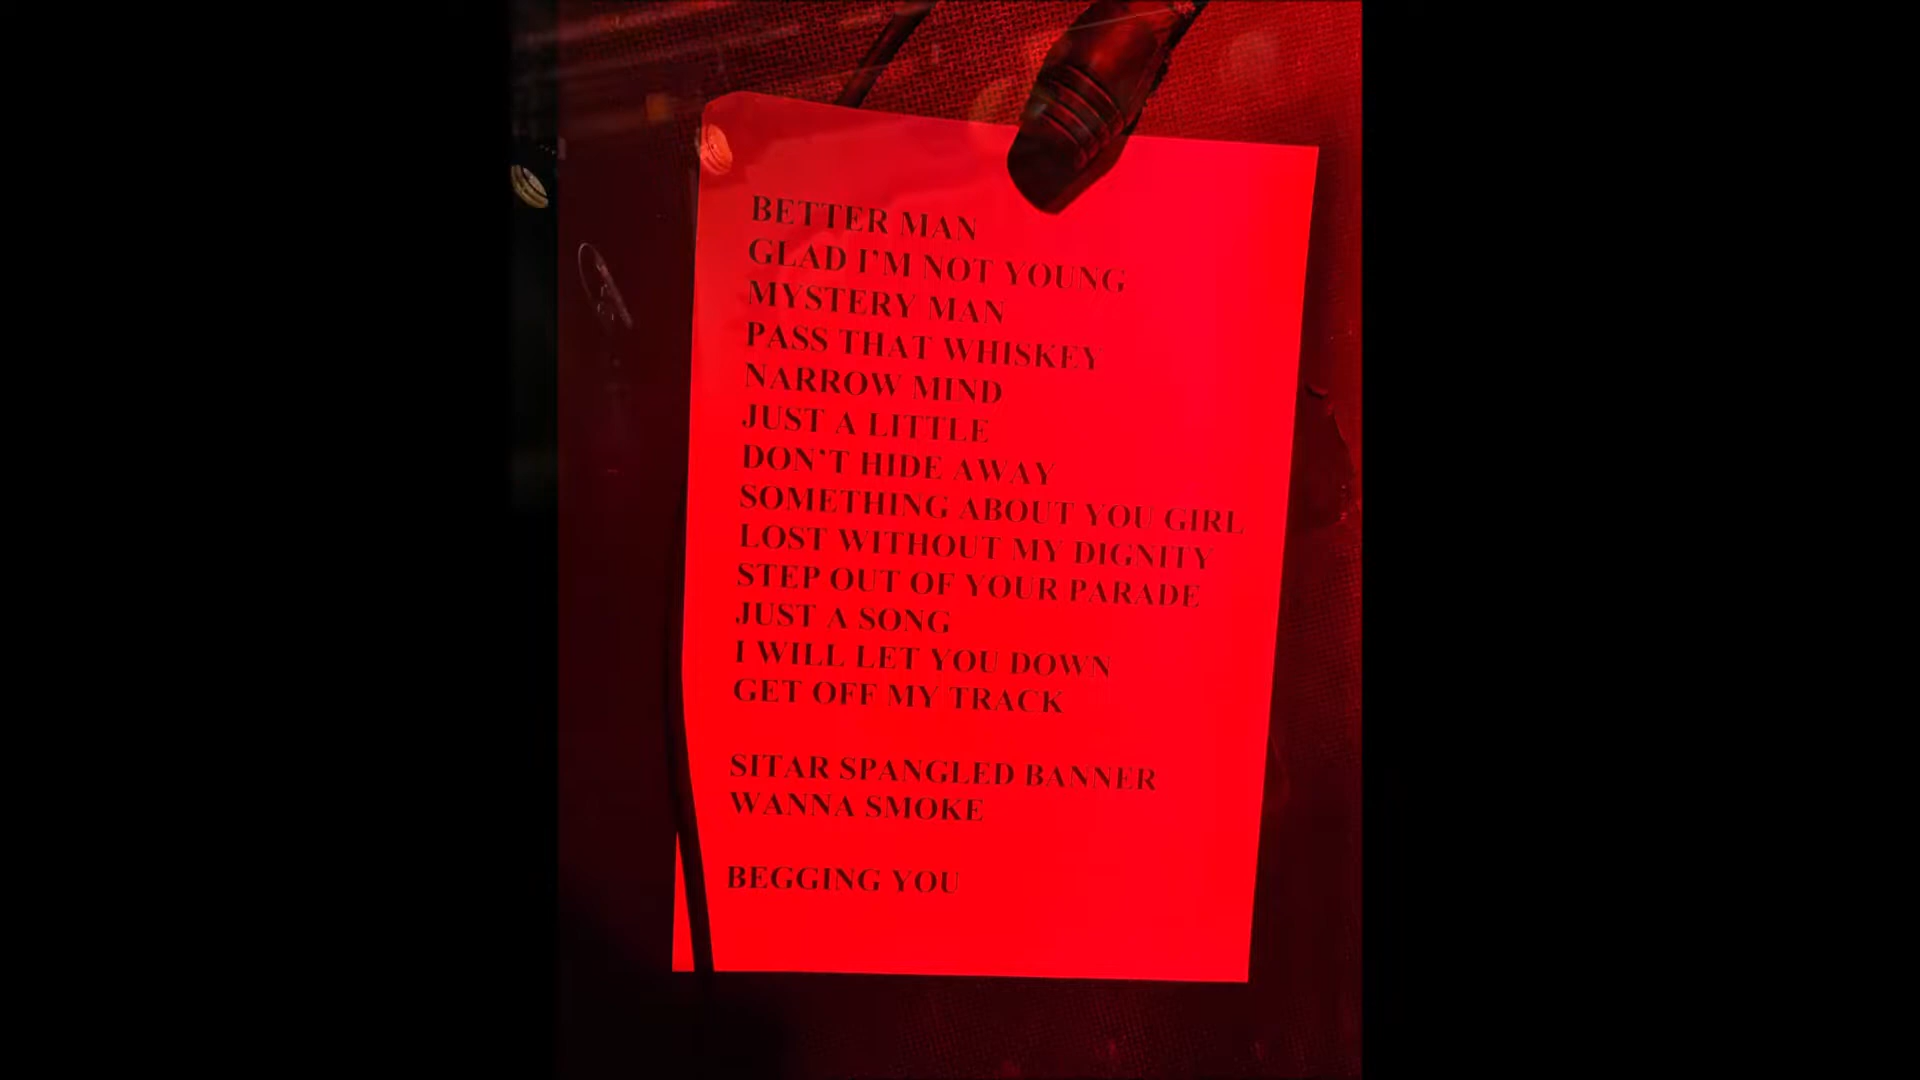 BETTER MAN
GLAD I'M NOT YOUNG
MYSTERY MAN
PASS THAT WHISKEY
NARROW MIND
JUST A LITTLE
DON'T HIDE AWAY
SOMETHING ABOUT YOU GIRL
LOST WITHOUT MY DIGNITY
STEP OUT OF YOUR PARADE
JUST A SONG
I WILL LET YOU DOWN
GET OFF MY TRACK
SITAR SPANGLED BANNER
WANNA SMOKE
BEGGING YOU